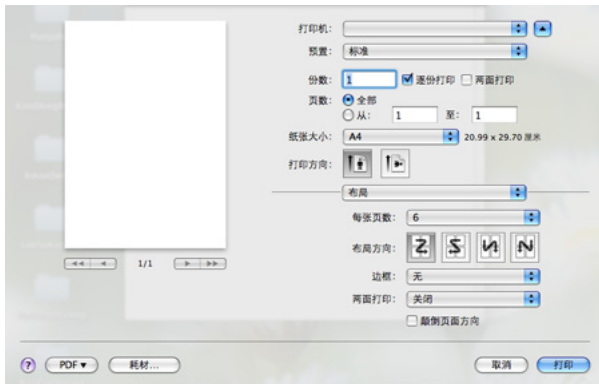 打印机：
预置： 标准
份数： 1 逐份打印 两面打印
页数： 全部
从： 1 至： 1
纸张大小： A4 20.99 x 29.70 厘米
打印方向：
布局
每张页数： 6
布局方向：
边框： 无
两面打印： 关闭
颠倒页面方向
1/1
? PDF▼ 耗材... 取消 打印